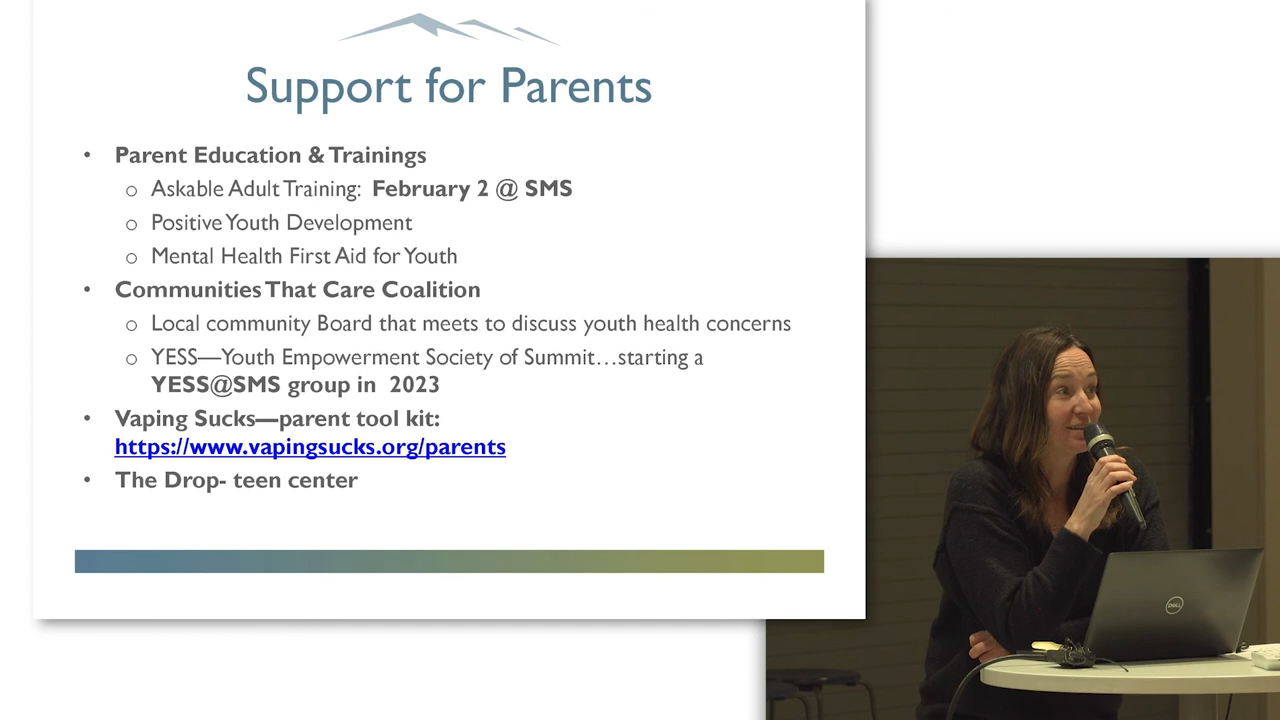 Support for Parents
• Parent Education & Trainings
o Askable Adult Training: February 2 @ SMS
o Positive Youth Development
o Mental Health First Aid for Youth
• Communities That Care Coalition
o Local community Board that meets to discuss youth health concerns
o YESS—Youth Empowerment Society of Summit…starting a
YESS@SMS group in 2023
• Vaping Sucks—parent tool kit:
https://www.vapingsucks.org/parents
• The Drop- teen center
DELL